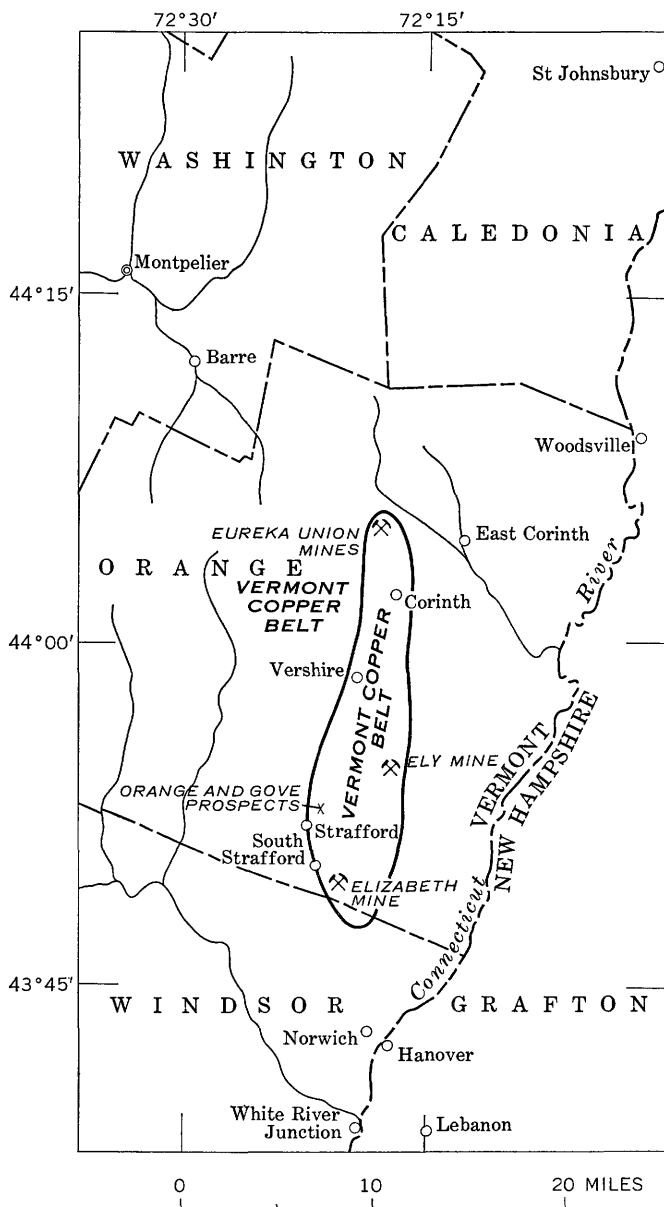 72°30′ 72°15′
St Johnsbury
WASHINGTON
CALEDONIA
Montpelier
44°15′
Barre
Woodsville
EUREKA UNION
MINES
East Corinth
ORANGE
VERMONT
COPPER
BELT
Corinth
River
44°00′
Vershire
VERMONT COPPER
BELT
VERMONT
NEW HAMPSHIRE
ELY MINE
ORANGE AND GOVE
PROSPECTS
Strafford
South
Strafford
ELIZABETH
MINE
Connecticut
43°45′
WINDSOR
GRAFTON
Norwich
Hanover
White River
Junction
Lebanon
0 10 20 MILES